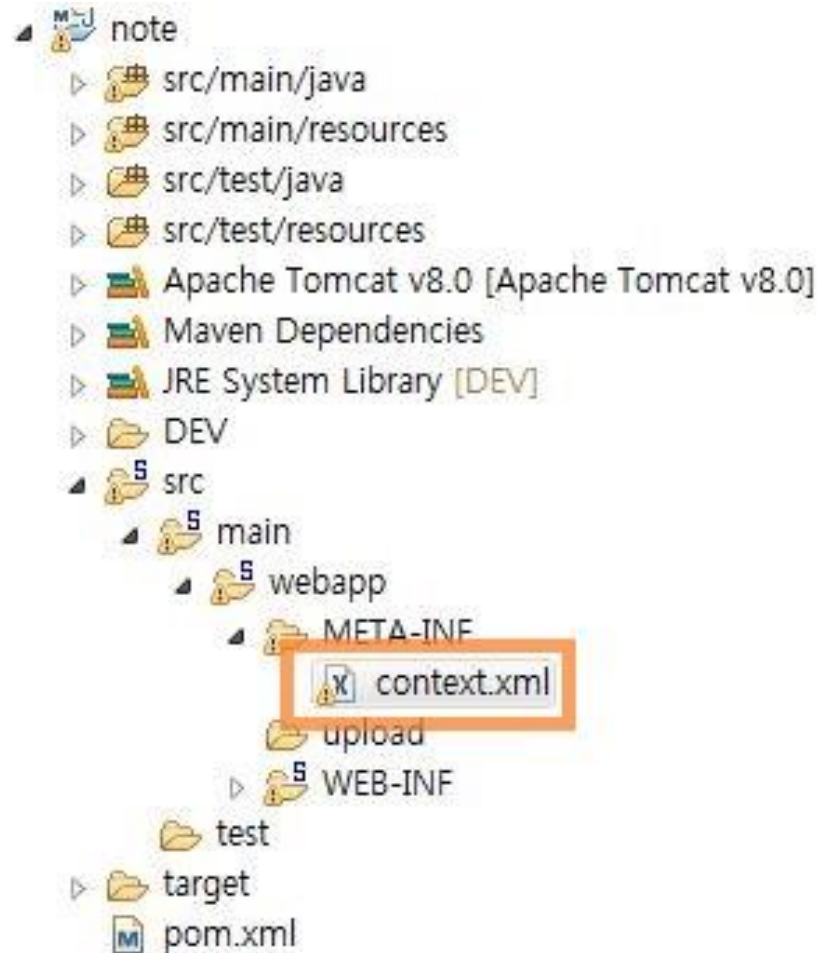 note
src/main/java
src/main/resources
src/test/java
src/test/resources
Apache Tomcat v8.0 [Apache Tomcat v8.0]
Maven Dependencies
JRE System Library [DEV]
DEV
src
main
webapp
META-INF
context.xml
upload
WEB-INF
test
target
pom.xml